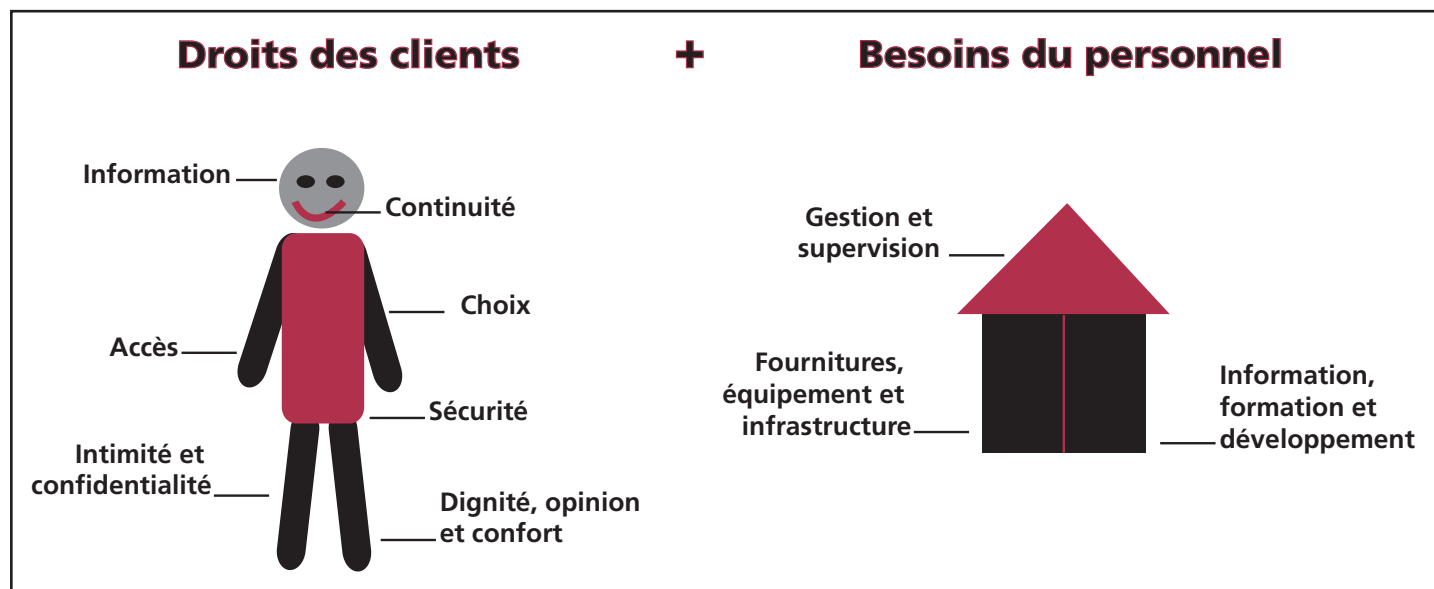 Droits des clients + Besoins du personnel
Information
Continuité
Choix
Accès
Sécurité
Intimité et
confidentialité
Dignité, opinion
et confort
Gestion et
supervision
Fournitures,
équipement et
infrastructure
Information,
formation et
développement